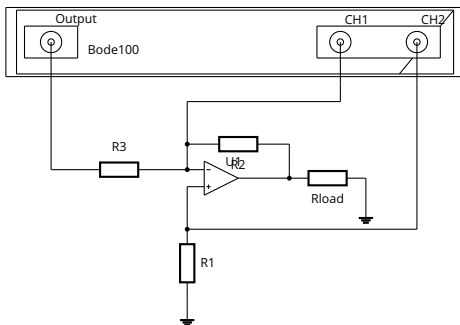 Output
CH1
CH2
Bode100
R3
U1
R2
Rload
R1